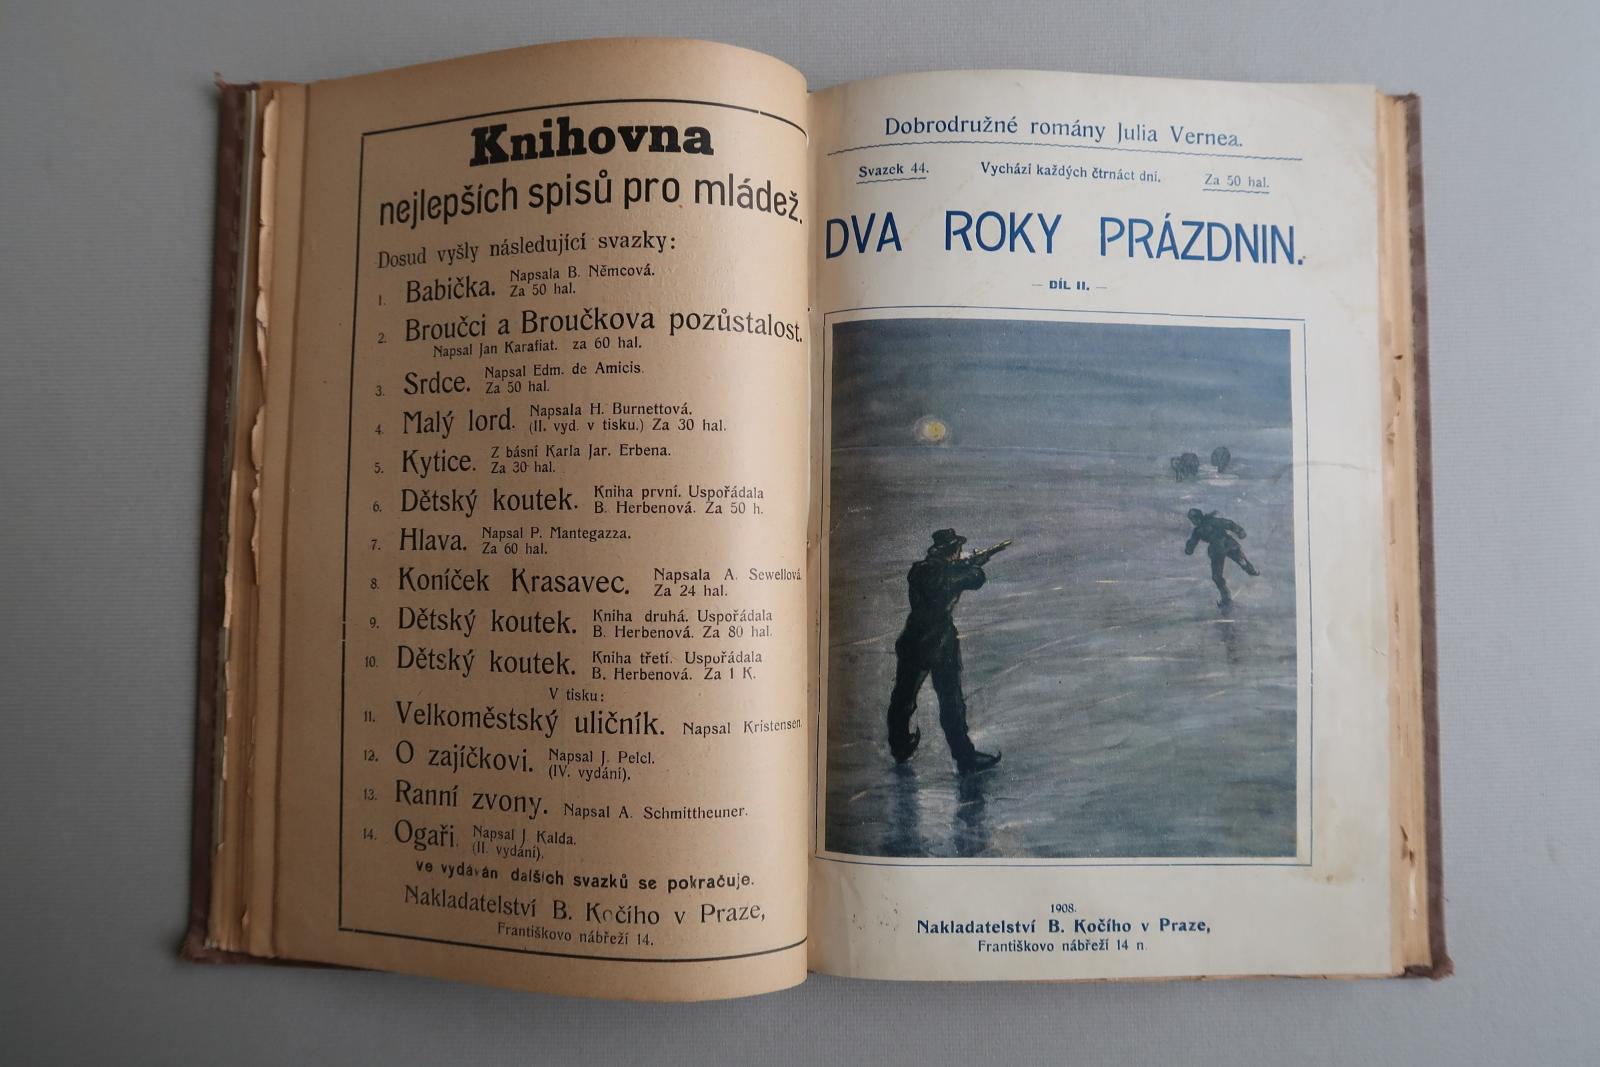 Knihovna
nejlepších spisů pro mládež.
Dosud vyšly následující svazky:
1. Babička. Napsala B. Němcová.
Za 50 hal.
2. Broučci a Broučkova pozůstalost.
Napsal Jan Karafiat. za 60 hal.
3. Srdce. Napsal Edm. de Amicis.
Za 50 hal.
4. Malý lord. Napsala H. Burnettová.
(II. vyd. v tisku.) Za 30 hal.
5. Kytice. Z básní Karla Jar. Erbena.
Za 30 hal.
6. Dětský koutek. Kniha první. Uspořádala
B. Herbenová. Za 50 h.
7. Hlava. Napsal P. Mantegazza.
Za 60 hal.
8. Koníček Krasavec. Napsala A. Sewellová
Za 24 hal.
9. Dětský koutek. Kniha druhá. Uspořádala
B. Herbenová. Za 80 hal.
10. Dětský koutek. Kniha třetí. Uspořádala
B. Herbenová. Za 1 K.
V tisku:
11. Velkoměstský uličník. Napsal Kristensen.
12. O zajíčkovi. Napsal J. Pelcl.
(IV. vydání).
13. Ranní zvony. Napsal A. Schmittheuner.
14. Ogaři. Napsal J. Kalda.
(II. vydání).
ve vydáván dalších svazků se pokračuje.
Nakladatelství B. Kočího v Praze,
Františkovo nábřeží 14.
Dobrodružné romány Julia Vernea.
Svazek 44. Vychází každých čtrnáct dní. Za 50 hal.
DVA ROKY PRÁZDNIN.
— DÍL II. —
1908.
Nakladatelství B. Kočího v Praze,
Františkovo nábřeží 14 n.